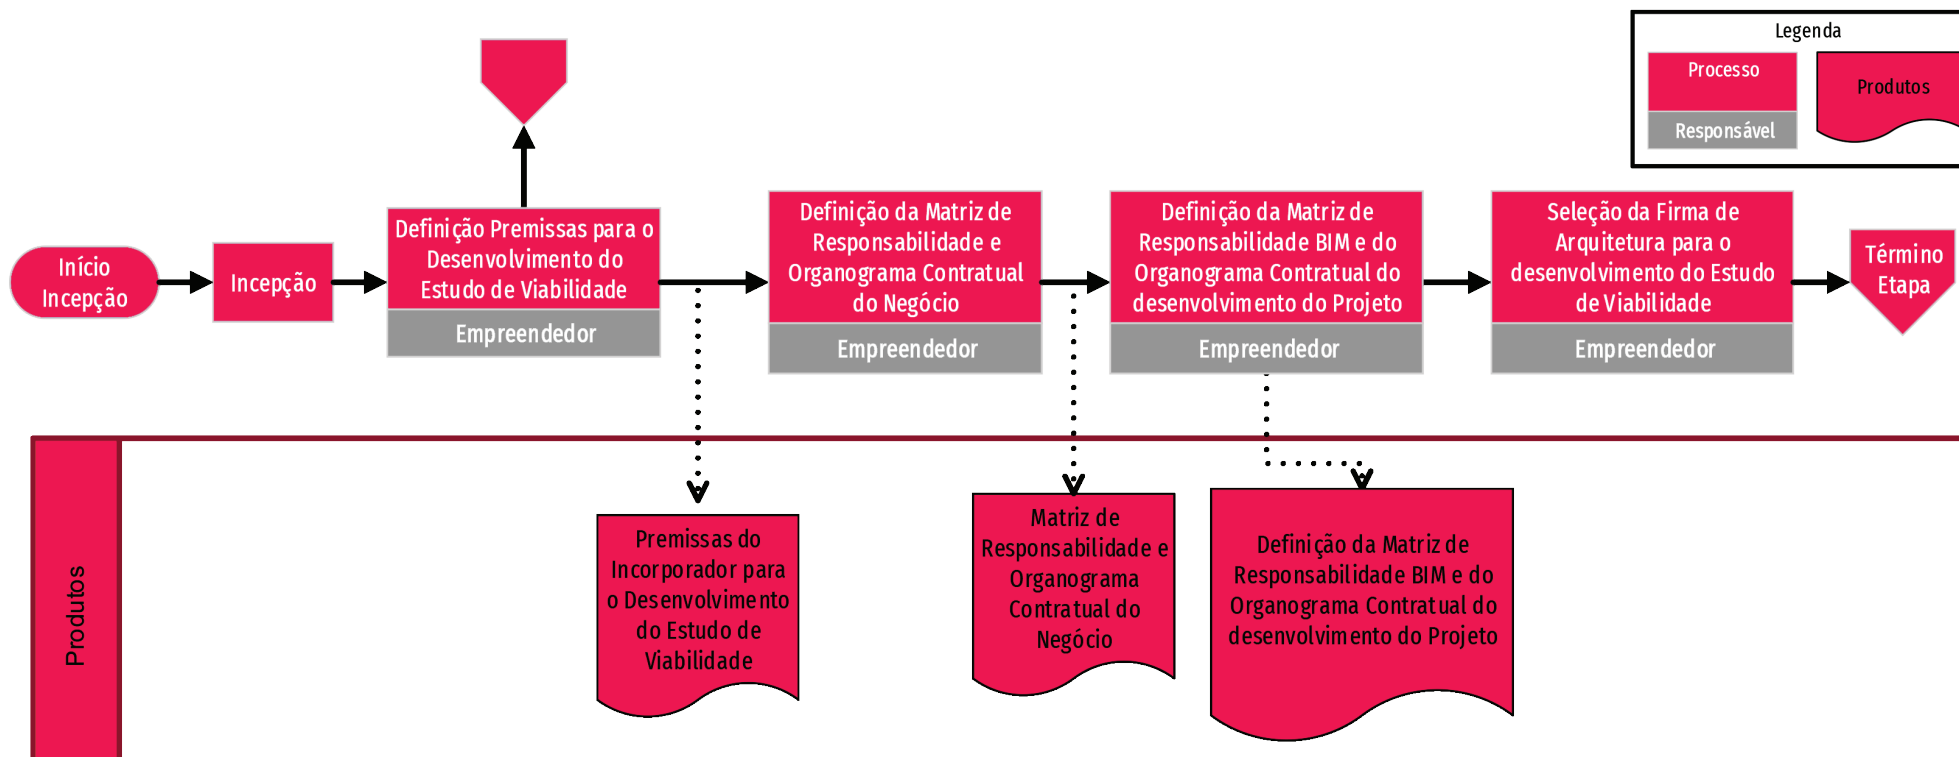 Legenda
Processo
Responsável
Produtos
Início
Incepção
Incepção
Definição Premissas para o
Desenvolvimento do
Estudo de Viabilidade
Empreendedor
Definição da Matriz de
Responsabilidade e
Organograma Contratual
do Negócio
Empreendedor
Definição da Matriz de
Responsabilidade BIM e do
Organograma Contratual do
desenvolvimento do Projeto
Empreendedor
Seleção da Firma de
Arquitetura para o
desenvolvimento do Estudo
de Viabilidade
Empreendedor
Término
Etapa
Produtos
Premissas do
Incorporador para
o Desenvolvimento
do Estudo de
Viabilidade
Matriz de
Responsabilidade e
Organograma
Contratual do
Negócio
Definição da Matriz de
Responsabilidade BIM e do
Organograma Contratual do
desenvolvimento do Projeto